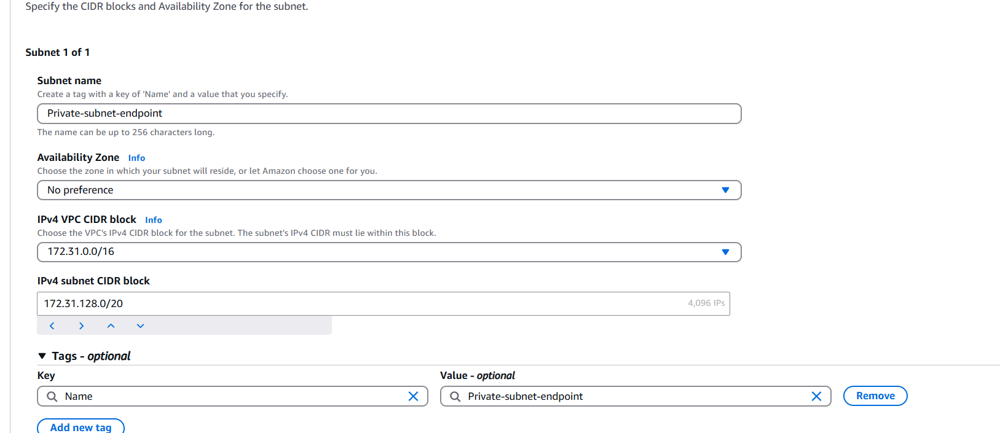 Specify the CIDR blocks and Availability Zone for the subnet.
Subnet 1 of 1
Subnet name
Create a tag with a key of 'Name' and a value that you specify.
Private-subnet-endpoint
The name can be up to 256 characters long.
Availability Zone Info
Choose the zone in which your subnet will reside, or let Amazon choose one for you.
No preference
IPv4 VPC CIDR block Info
Choose the VPC's IPv4 CIDR block for the subnet. The subnet's IPv4 CIDR must lie within this block.
172.31.0.0/16
IPv4 subnet CIDR block
172.31.128.0/20 4,096 IPs
Tags - optional
Key Value - optional
Name Private-subnet-endpoint Remove
Add new tag